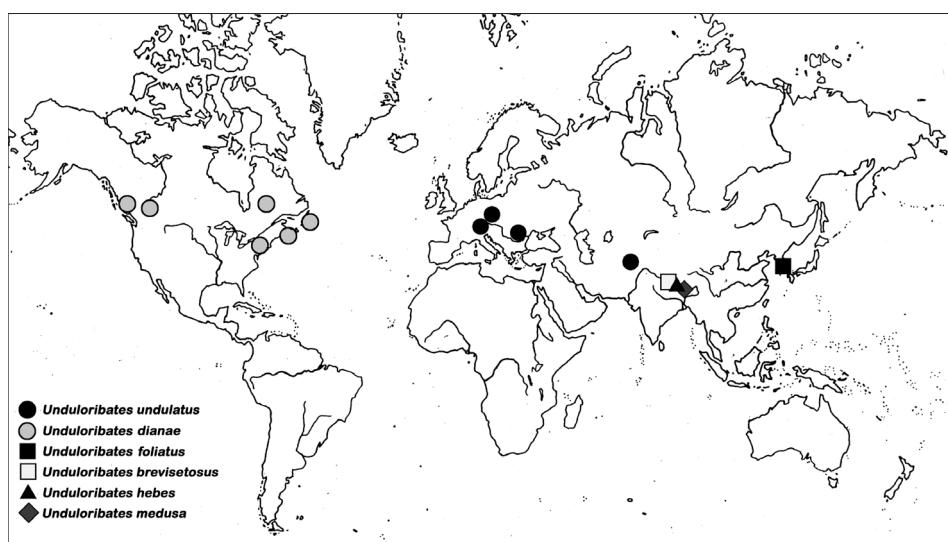 Unduloribates undulatus
Unduloribates dianae
Unduloribates foliatus
Unduloribates brevisetosus
Unduloribates hebes
Unduloribates medusa